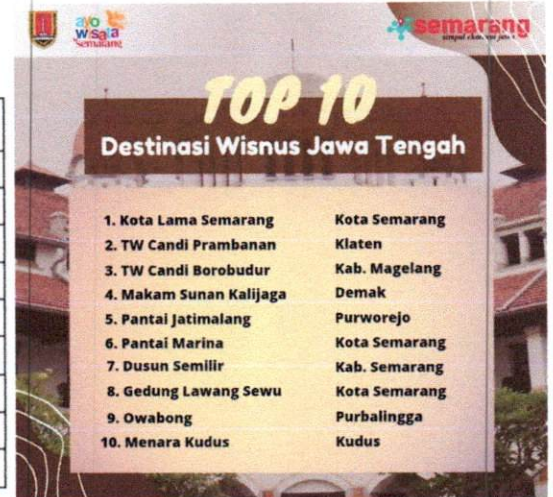 ayo
wisata
Semarang
semarang
TOP 10
Destinasi Wisnus Jawa Tengah
1. Kota Lama Semarang Kota Semarang
2. TW Candi Prambanan Klaten
3. TW Candi Borobudur Kab. Magelang
4. Makam Sunan Kalijaga Demak
5. Pantai Jatimalang Purworejo
6. Pantai Marina Kota Semarang
7. Dusun Semilir Kab. Semarang
8. Gedung Lawang Sewu Kota Semarang
9. Owabong Purbalingga
10. Menara Kudus Kudus